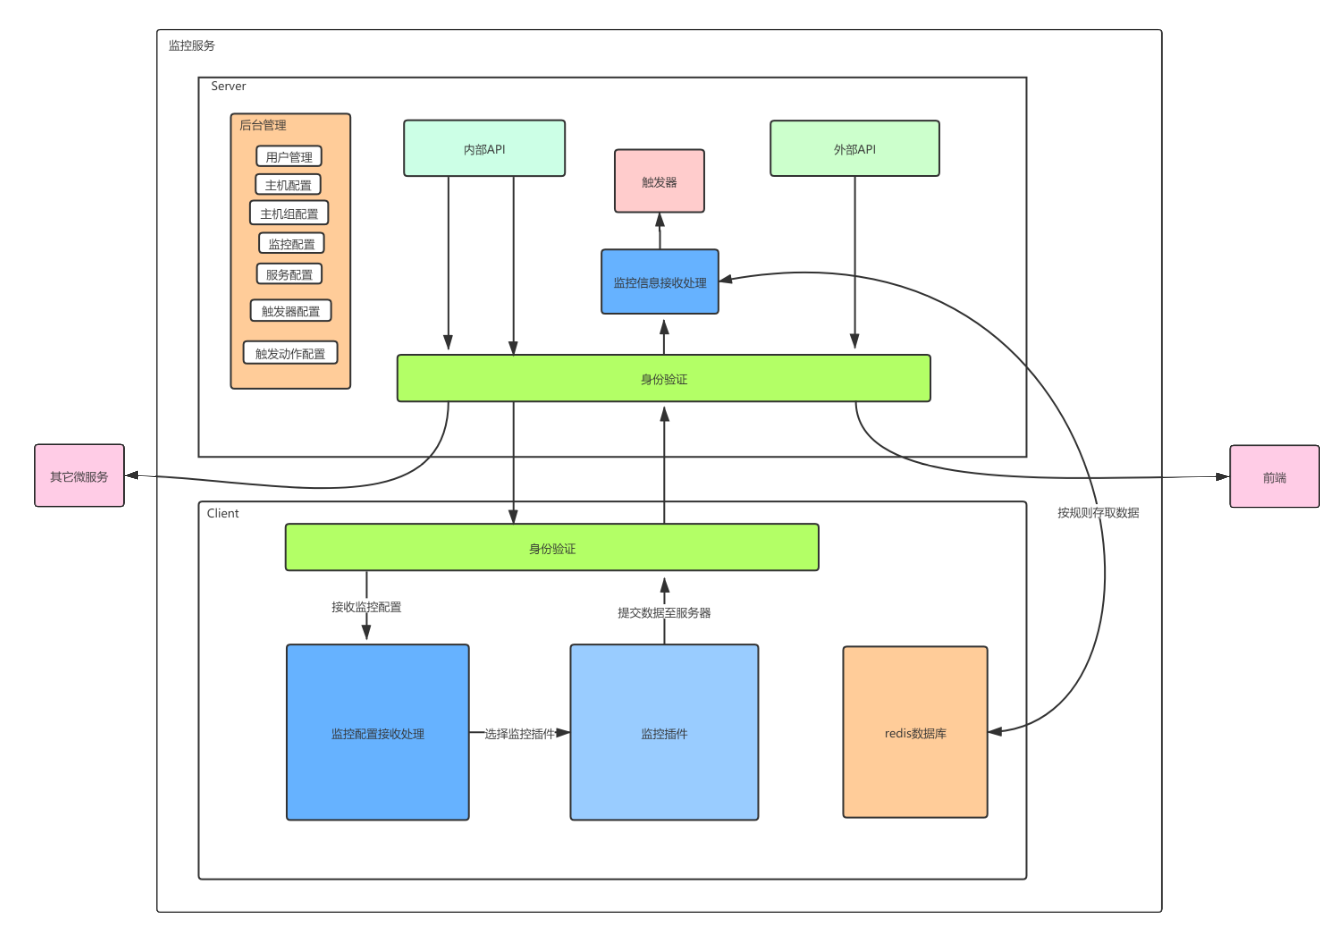 监控服务
Server
后台管理
用户管理
主机配置
主机组配置
监控配置
服务配置
触发器配置
触发动作配置
内部API
触发器
外部API
监控信息接收处理
身份验证
其它微服务
前端
按规则存取数据
Client
身份验证
接收监控配置
提交数据至服务器
监控配置接收处理
选择监控插件
监控插件
redis数据库